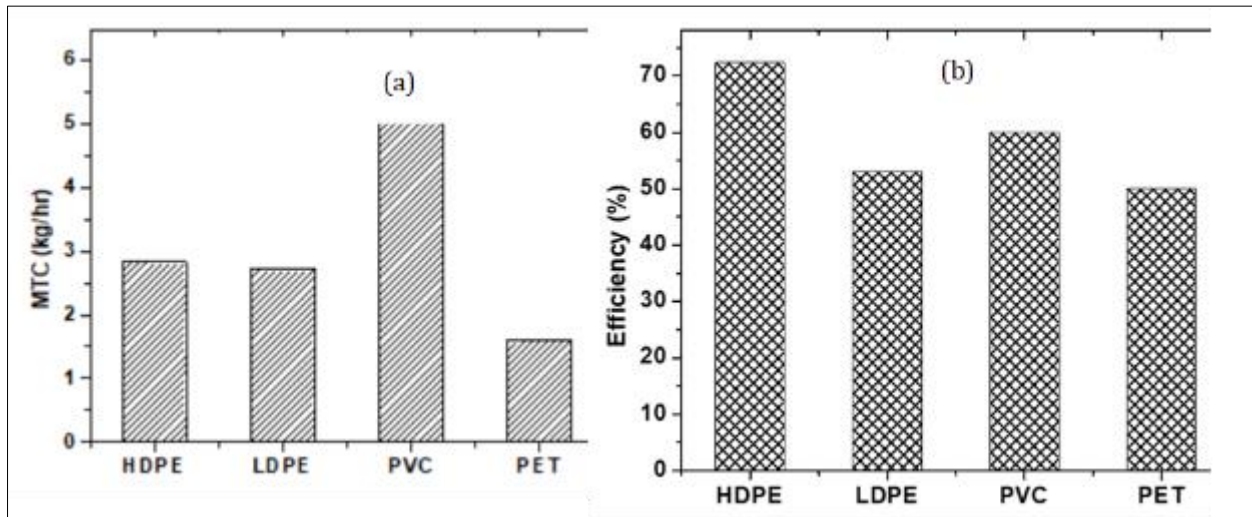 (a)
MTC (kg/hr)
6
5
4
3
2
1
0
HDPE LDPE PVC PET
(b)
Efficiency (%)
70
60
50
40
30
20
10
0
HDPE LDPE PVC PET